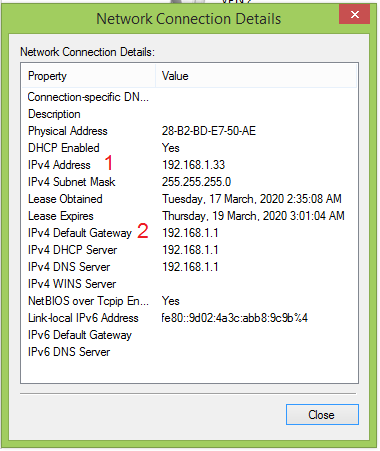 Network Connection Details
Network Connection Details:
Property Value
Connection-specific DN...
Description
Physical Address 28-B2-BD-E7-50-AE
DHCP Enabled Yes
IPv4 Address 1 192.168.1.33
IPv4 Subnet Mask 255.255.255.0
Lease Obtained Tuesday, 17 March, 2020 2:35:08 AM
Lease Expires Thursday, 19 March, 2020 3:01:04 AM
IPv4 Default Gateway 2 192.168.1.1
IPv4 DHCP Server 192.168.1.1
IPv4 DNS Server 192.168.1.1
IPv4 WINS Server
NetBIOS over Tcpip En... Yes
Link-local IPv6 Address fe80::9d02:4a3c:abb8:9c9b%4
IPv6 Default Gateway
IPv6 DNS Server
Close